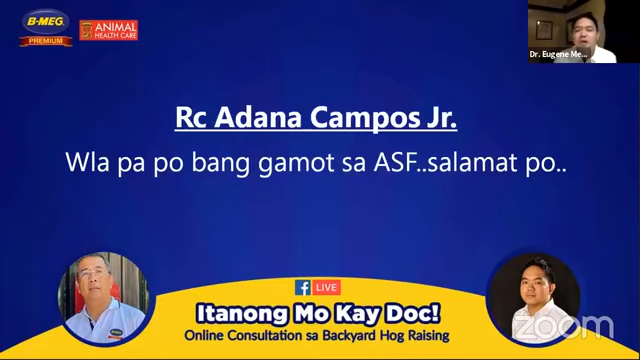 B-MEG.
PREMIUM
ANIMAL
HEALTH CARE
Dr. Eugene Me...
Rc Adana Campos Jr.
Wla pa po bang gamot sa ASF..salamat po..
LIVE
Itanong Mo Kay Doc!
Online Consultation sa Backyard Hog Raising
zoom